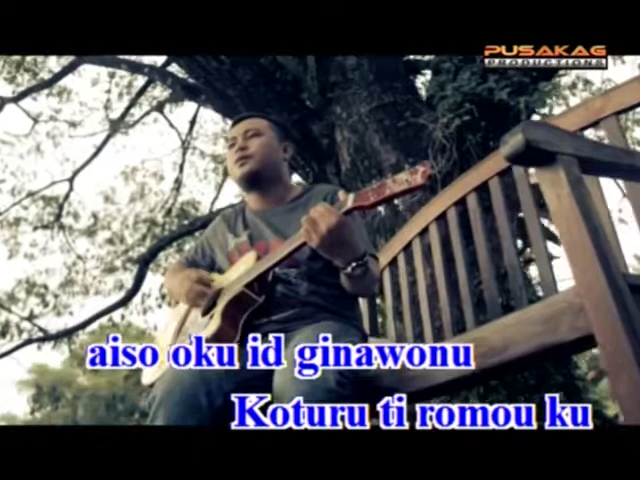 PUSAKAG
PRODUCTIONS
aiso oku id ginawonu
Koturu ti romou ku